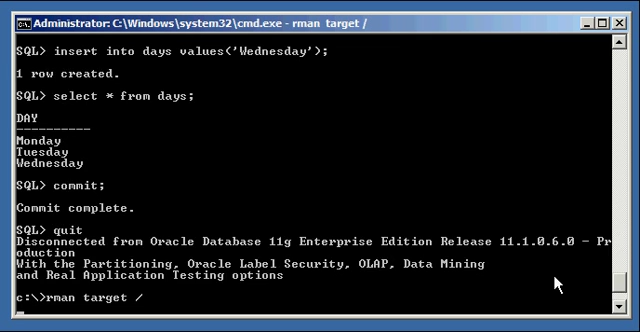 Administrator: C:\Windows\system32\cmd.exe - rman target /
SQL> insert into days values('Wednesday');
1 row created.
SQL> select * from days;
DAY
----------
Monday
Tuesday
Wednesday
SQL> commit;
Commit complete.
SQL> quit
Disconnected from Oracle Database 11g Enterprise Edition Release 11.1.0.6.0 - Pr
oduction
With the Partitioning, Oracle Label Security, OLAP, Data Mining
and Real Application Testing options
c:\>rman target /